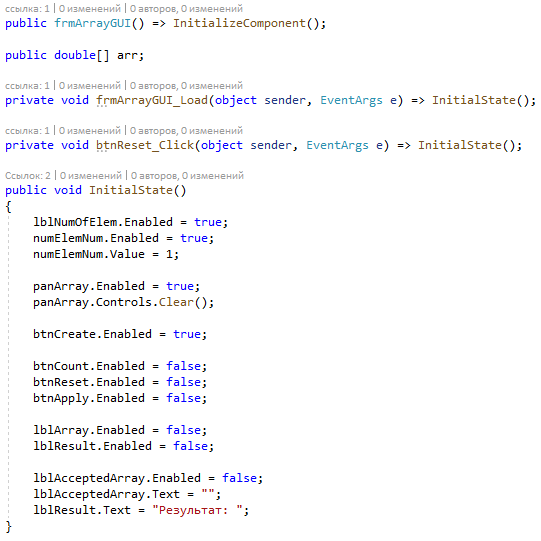 ссылка: 1 | 0 изменений | 0 авторов, 0 изменений
public frmArrayGUI() => InitializeComponent();
public double[] arr;
ссылка: 1 | 0 изменений | 0 авторов, 0 изменений
private void frmArrayGUI_Load(object sender, EventArgs e) => InitialState();
ссылка: 1 | 0 изменений | 0 авторов, 0 изменений
private void btnReset_Click(object sender, EventArgs e) => InitialState();
Ссылок: 2 | 0 изменений | 0 авторов, 0 изменений
public void InitialState()
{
lblNumOfElem.Enabled = true;
numElemNum.Enabled = true;
numElemNum.Value = 1;
panArray.Enabled = true;
panArray.Controls.Clear();
btnCreate.Enabled = true;
btnCount.Enabled = false;
btnReset.Enabled = false;
btnApply.Enabled = false;
lblArray.Enabled = false;
lblResult.Enabled = false;
lblAcceptedArray.Enabled = false;
lblAcceptedArray.Text = "";
lblResult.Text = "Результат: ";
}